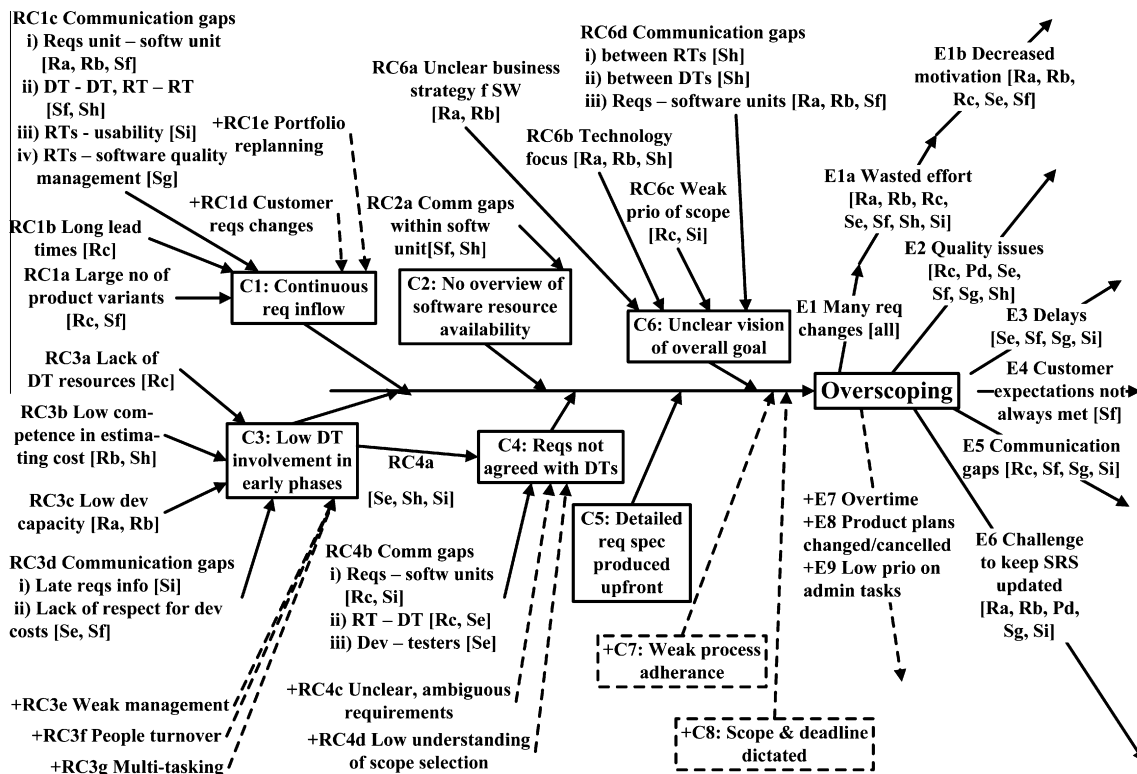 RC1c Communication gaps
i) Reqs unit – softw unit
[Ra, Rb, Sf]
ii) DT - DT, RT – RT
[Sf, Sh]
iii) RTs - usability [Si]
iv) RTs – software quality
management [Sg]
+RC1e Portfolio
replanning
+RC1d Customer
reqs changes
RC1b Long lead
times [Rc]
RC1a Large no of
product variants
[Rc, Sf]
C1: Continuous
req inflow
RC2a Comm gaps
within softw
unit[Sf, Sh]
C2: No overview of
software resource
availability
RC6a Unclear business
strategy f SW
[Ra, Rb]
RC6d Communication gaps
i) between RTs [Sh]
ii) between DTs [Sh]
iii) Reqs – software units [Ra, Rb, Sf]
RC6b Technology
focus [Ra, Rb, Sh]
RC6c Weak
prio of scope
[Rc, Si]
C6: Unclear vision
of overall goal
E1b Decreased
motivation [Ra, Rb,
Rc, Se, Sf]
E1a Wasted effort
[Ra, Rb, Rc,
Se, Sf, Sh, Si]
E1 Many req
changes [all]
E2 Quality issues
[Rc, Pd, Se,
Sf, Sg, Sh]
E3 Delays
[Se, Sf, Sg, Si]
Overscoping
E4 Customer
expectations not
always met [Sf]
E5 Communication
gaps [Rc, Sf, Sg, Si]
E6 Challenge
to keep SRS
updated
[Ra, Rb, Pd,
Sg, Si]
+E7 Overtime
+E8 Product plans
changed/cancelled
+E9 Low prio on
admin tasks
RC3a Lack of
DT resources [Rc]
RC3b Low com-
petence in estima-
ting cost [Rb, Sh]
RC3c Low dev
capacity [Ra, Rb]
C3: Low DT
involvement in
early phases
RC3d Communication gaps
i) Late reqs info [Si]
ii) Lack of respect for dev
costs [Se, Sf]
+RC3e Weak management
+RC3f People turnover
+RC3g Multi-tasking
RC4a
[Se, Sh, Si]
C4: Reqs not
agreed with DTs
RC4b Comm gaps
i) Reqs – softw units
[Rc, Si]
ii) RT – DT [Rc, Se]
iii) Dev – testers [Se]
+RC4c Unclear, ambiguous
requirements
+RC4d Low understanding
of scope selection
C5: Detailed
req spec
produced
upfront
+C7: Weak process
adherance
+C8: Scope & deadline
dictated